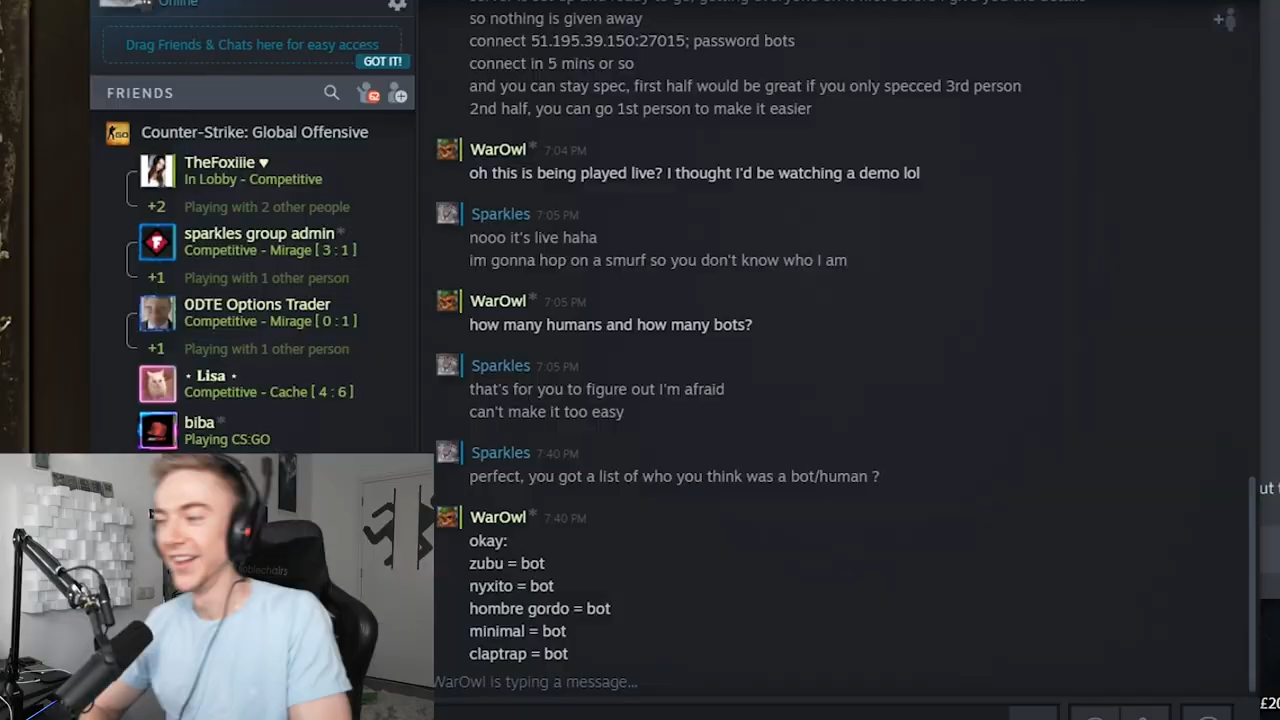 Online
Drag Friends & Chats here for easy access
GOT IT!
FRIENDS
62
Counter-Strike: Global Offensive
TheFoxiiie ♥
In Lobby - Competitive
+2 Playing with 2 other people
sparkles group admin*
Competitive - Mirage [ 3 : 1 ]
+1 Playing with 1 other person
0DTE Options Trader
Competitive - Mirage [ 0 : 1 ]
+1 Playing with 1 other person
⋆ Lisa ⋆
Competitive - Cache [ 4 : 6 ]
biba*
Playing CS:GO
so nothing is given away
connect 51.195.39.150:27015; password bots
connect in 5 mins or so
and you can stay spec, first half would be great if you only specced 3rd person
2nd half, you can go 1st person to make it easier
WarOwl* 7:04 PM
oh this is being played live? I thought I'd be watching a demo lol
Sparkles 7:05 PM
nooo it's live haha
im gonna hop on a smurf so you don't know who I am
WarOwl* 7:05 PM
how many humans and how many bots?
Sparkles 7:05 PM
that's for you to figure out I'm afraid
can't make it too easy
Sparkles 7:40 PM
perfect, you got a list of who you think was a bot/human ?
WarOwl* 7:40 PM
okay:
zubu = bot
nyxito = bot
hombre gordo = bot
minimal = bot
claptrap = bot
WarOwl is typing a message...